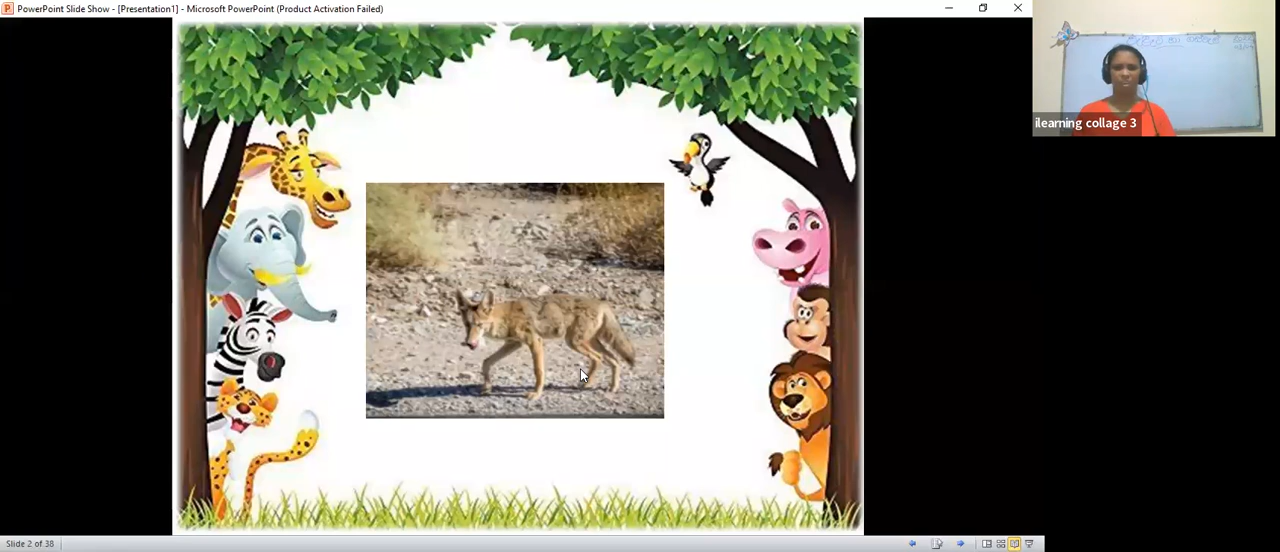 PowerPoint Slide Show - [Presentation1] - Microsoft PowerPoint (Product Activation Failed)
ilearning collage 3
Slide 2 of 38